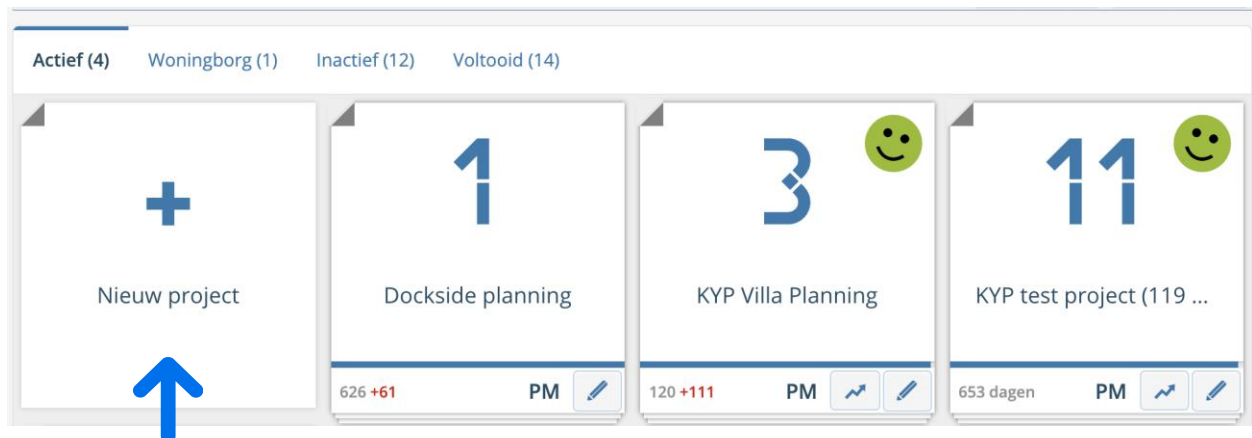 Actief (4) Woningborg (1) Inactief (12) Voltooid (14)
+
Nieuw project
1
Dockside planning
626 +61 PM
3
KYP Villa Planning
120 +111 PM
11
KYP test project (119 ...
653 dagen PM